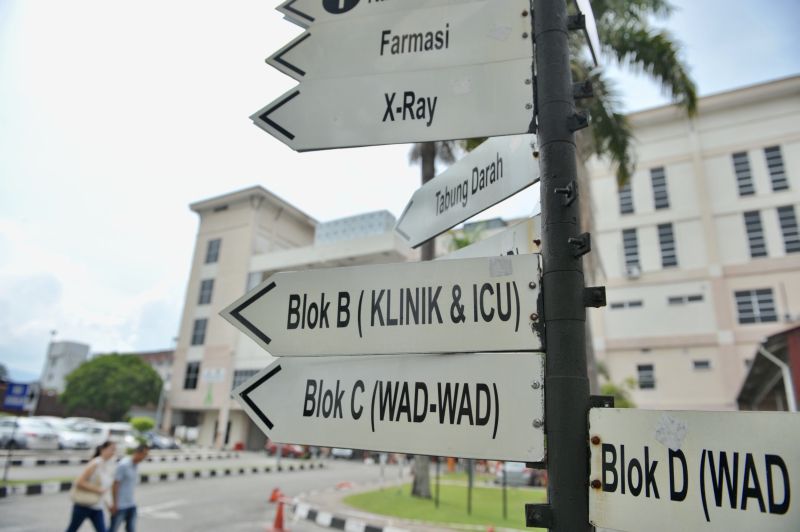 Farmasi
X-Ray
Tabung Darah
Blok B ( KLINIK & ICU)
Blok C (WAD-WAD)
Blok D (WAD